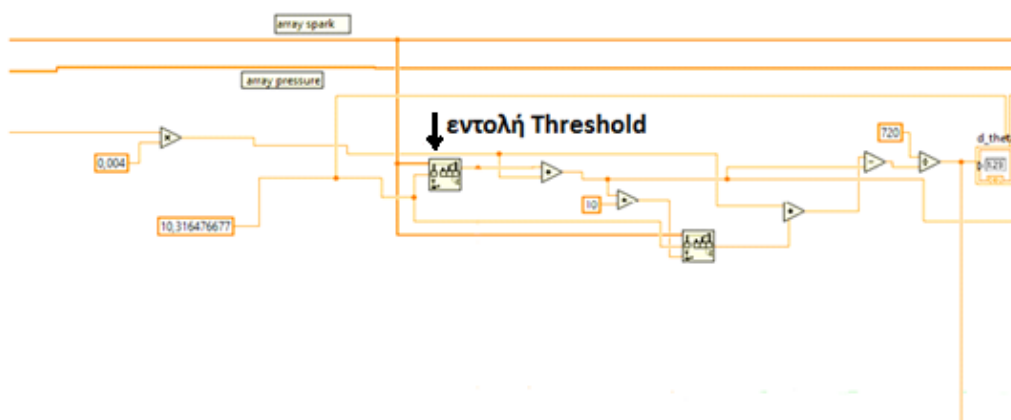 array spark
array pressure
εντολή Threshold
720
d_thet
0,004
10
10,316476677